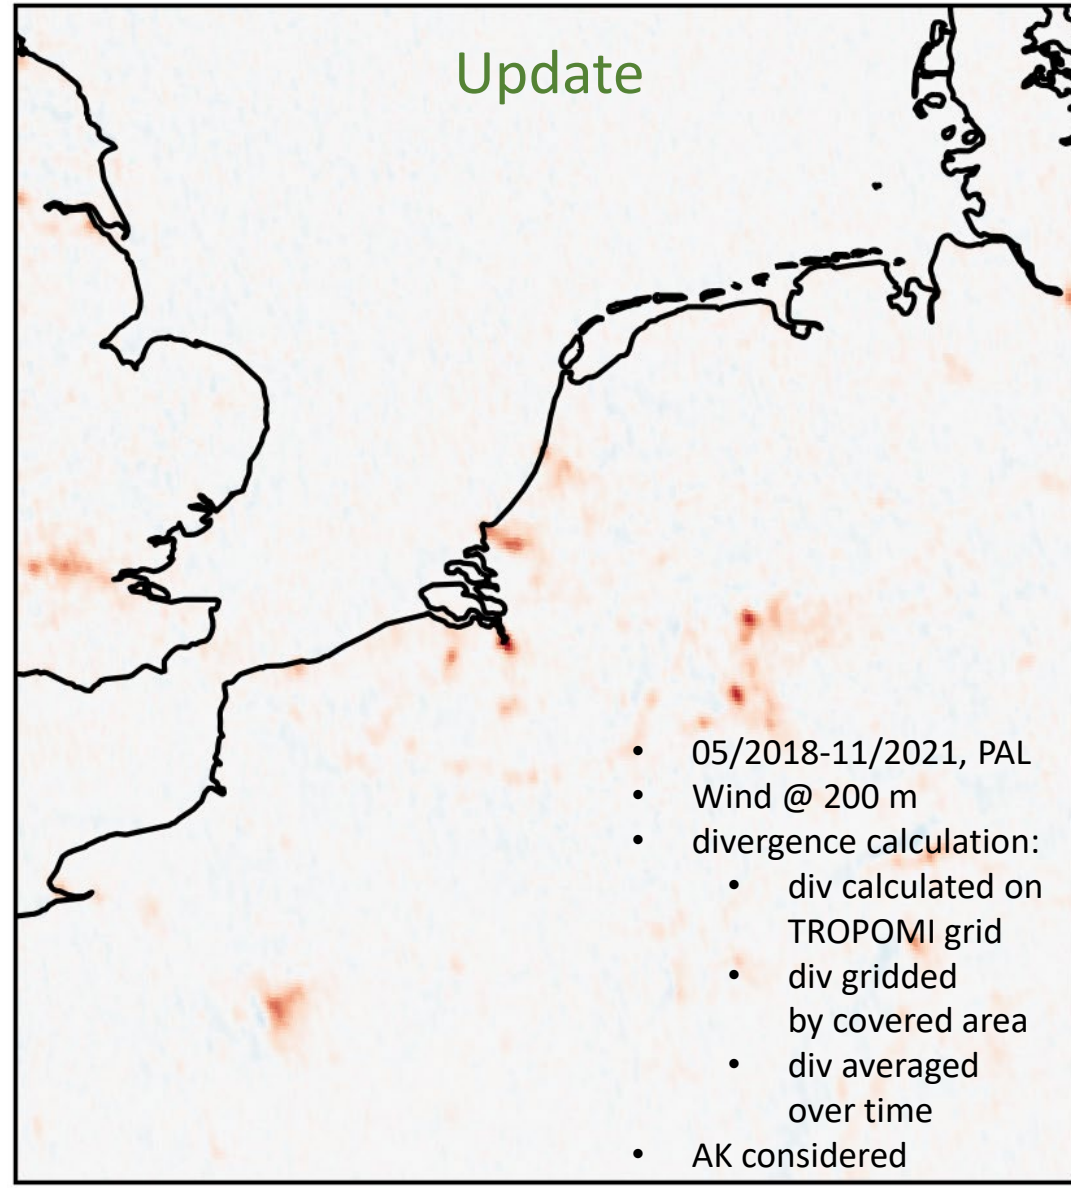 Update
• 05/2018-11/2021, PAL
• Wind @ 200 m
• divergence calculation:
• div calculated on
TROPOMI grid
• div gridded
by covered area
• div averaged
over time
• AK considered